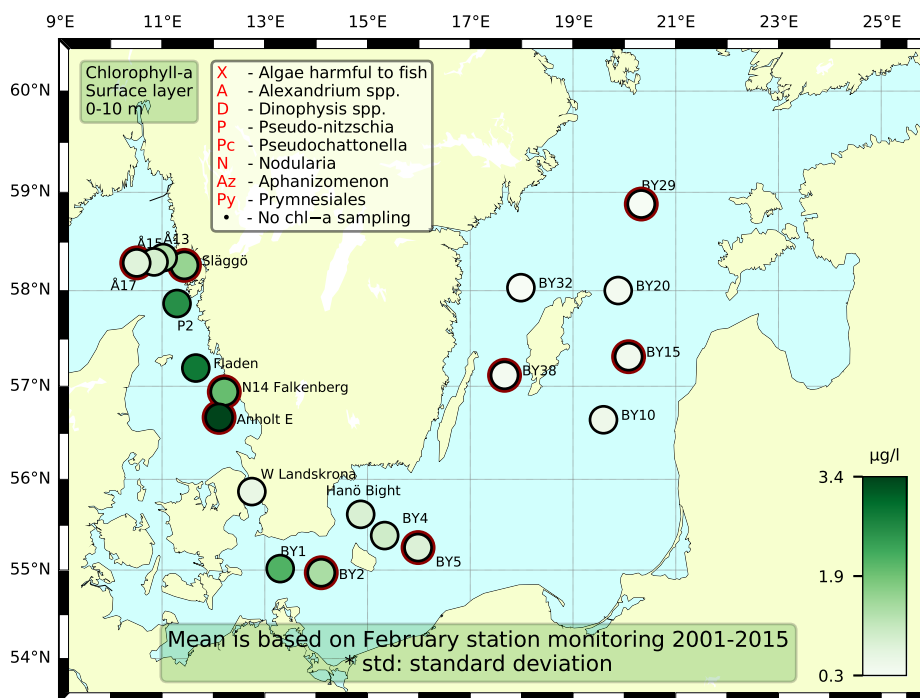 9°E 11°E 13°E 15°E 17°E 19°E 21°E 23°E 25°E
60°N
59°N
58°N
57°N
56°N
55°N
54°N
Chlorophyll-a
Surface layer
0-10 m
X - Algae harmful to fish
A - Alexandrium spp.
D - Dinophysis spp.
P - Pseudo-nitzschia
Pc - Pseudochattonella
N - Nodularia
Az - Aphanizomenon
Py - Prymnesiales
• - No chl−a sampling
BY29
Å15
Å13
Släggö
Å17
BY32
BY20
P2
BY15
Fladen
BY38
N14 Falkenberg
Anholt E
BY10
W Landskrona
Hanö Bight
BY4
BY1
BY5
BY2
µg/l
3.4
1.9
0.3
Mean is based on February station monitoring 2001-2015
* std: standard deviation